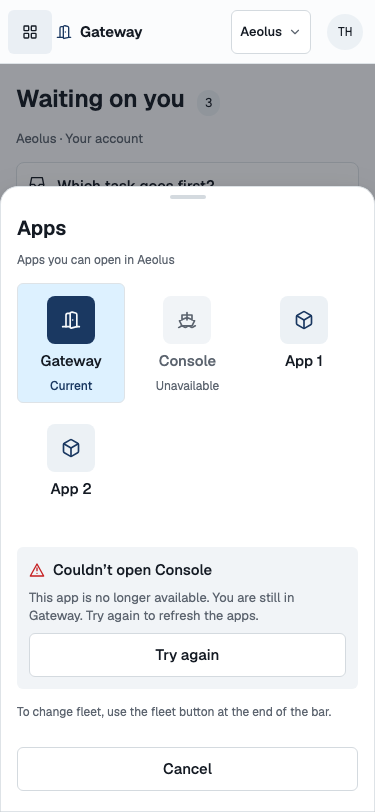 Gateway
Aeolus
TH
Waiting on you 3
Aeolus · Your account
Which task goes first?
Apps
Apps you can open in Aeolus
Gateway
Current
Console
Unavailable
App 1
App 2
Couldn’t open Console
This app is no longer available. You are still in
Gateway. Try again to refresh the apps.
Try again
To change fleet, use the fleet button at the end of the bar.
Cancel